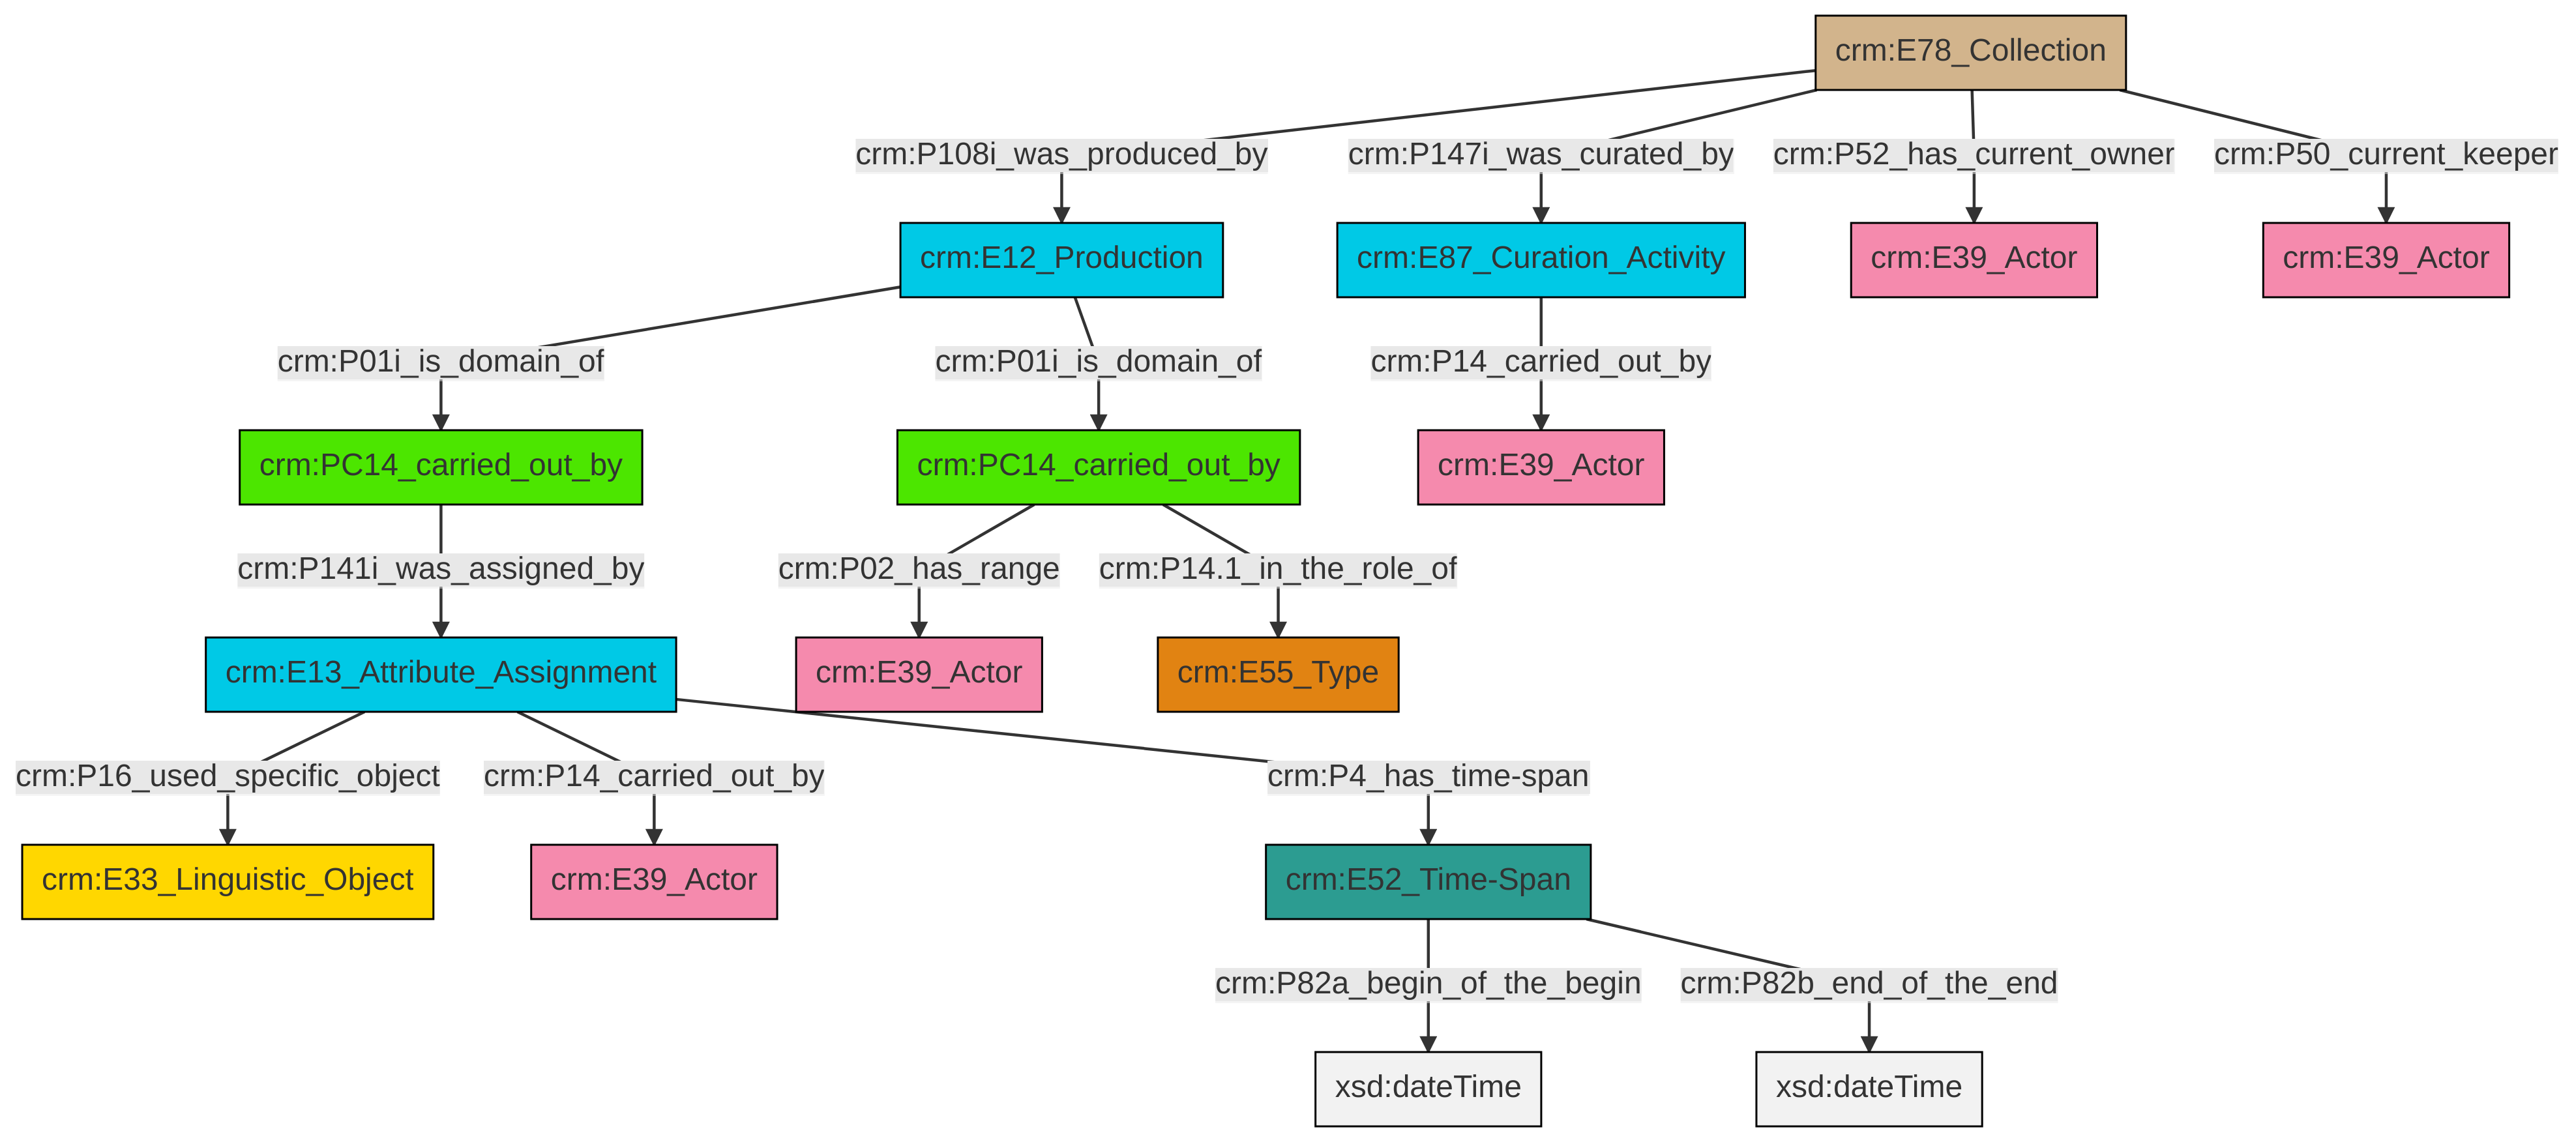 crm:E78_Collection
crm:P108i_was_produced_by
crm:P147i_was_curated_by
crm:P52_has_current_owner
crm:P50_current_keeper
crm:E12_Production
crm:E87_Curation_Activity
crm:E39_Actor
crm:E39_Actor
crm:P01i_is_domain_of
crm:P01i_is_domain_of
crm:P14_carried_out_by
crm:PC14_carried_out_by
crm:PC14_carried_out_by
crm:E39_Actor
crm:P141i_was_assigned_by
crm:P02_has_range
crm:P14.1_in_the_role_of
crm:E13_Attribute_Assignment
crm:E39_Actor
crm:E55_Type
crm:P16_used_specific_object
crm:P14_carried_out_by
crm:P4_has_time-span
crm:E33_Linguistic_Object
crm:E39_Actor
crm:E52_Time-Span
crm:P82a_begin_of_the_begin
crm:P82b_end_of_the_end
xsd:dateTime
xsd:dateTime